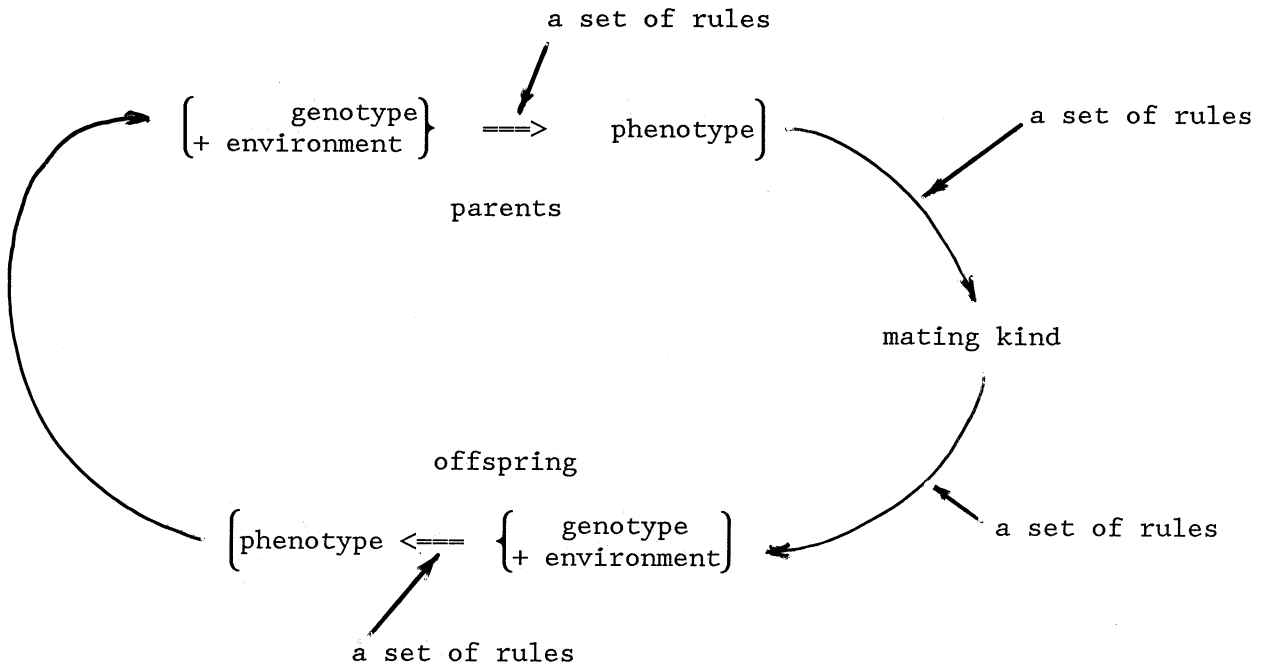 a set of rules
genotype
+ environment
===>
phenotype
a set of rules
parents
mating kind
offspring
phenotype <===
genotype
+ environment
a set of rules
a set of rules